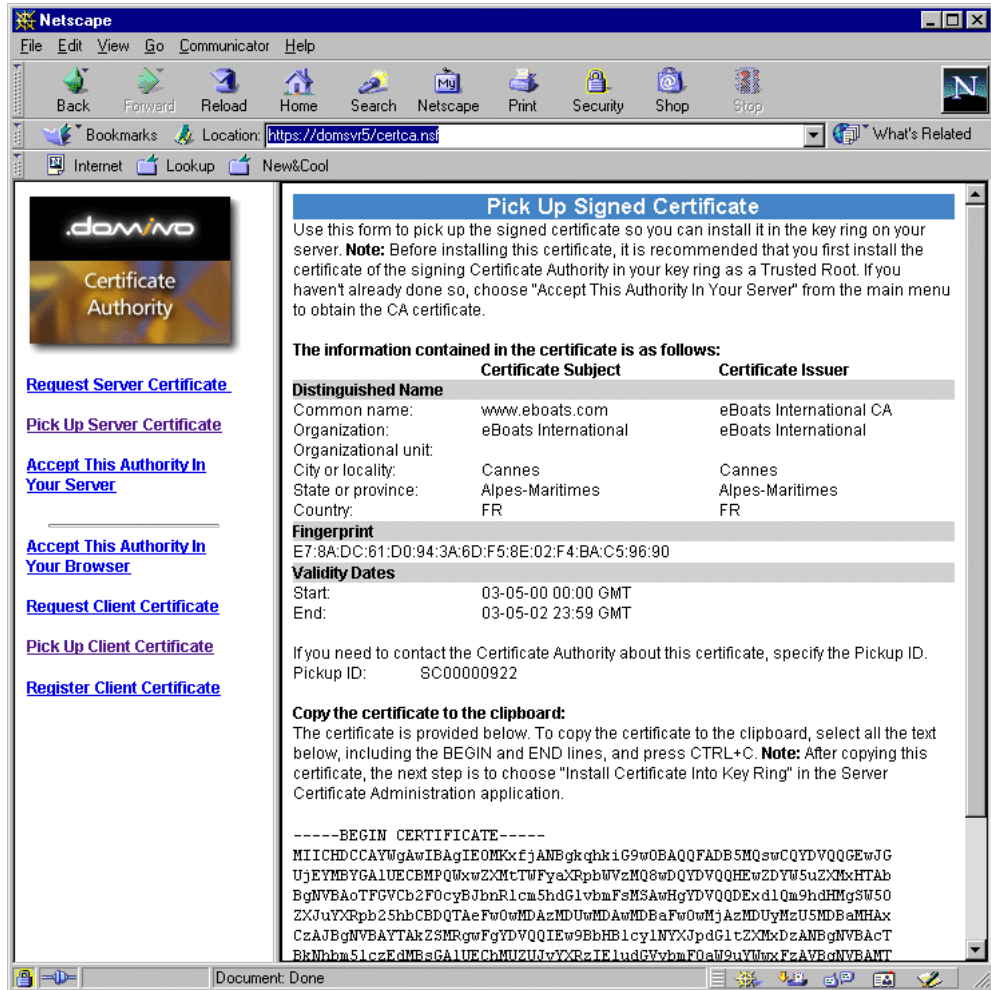 Netscape
File Edit View Go Communicator Help
Back Forward Reload Home Search Netscape Print Security Shop Stop
My
N
Bookmarks Location: https://domsvr5/certca.nsf What's Related
Internet Lookup New&Cool
.domino
Certificate
Authority
Request Server Certificate
Pick Up Server Certificate
Accept This Authority In
Your Server
Accept This Authority In
Your Browser
Request Client Certificate
Pick Up Client Certificate
Register Client Certificate
Pick Up Signed Certificate
Use this form to pick up the signed certificate so you can install it in the key ring on your
server. Note: Before installing this certificate, it is recommended that you first install the
certificate of the signing Certificate Authority in your key ring as a Trusted Root. If you
haven't already done so, choose "Accept This Authority In Your Server" from the main menu
to obtain the CA certificate.
The information contained in the certificate is as follows:
Certificate Subject Certificate Issuer
Distinguished Name
Common name: www.eboats.com eBoats International CA
Organization: eBoats International eBoats International
Organizational unit:
City or locality: Cannes Cannes
State or province: Alpes-Maritimes Alpes-Maritimes
Country: FR FR
Fingerprint
E7:8A:DC:61:D0:94:3A:6D:F5:8E:02:F4:BA:C5:96:90
Validity Dates
Start: 03-05-00 00:00 GMT
End: 03-05-02 23:59 GMT
If you need to contact the Certificate Authority about this certificate, specify the Pickup ID.
Pickup ID: SC00000922
Copy the certificate to the clipboard:
The certificate is provided below. To copy the certificate to the clipboard, select all the text
below, including the BEGIN and END lines, and press CTRL+C. Note: After copying this
certificate, the next step is to choose "Install Certificate Into Key Ring" in the Server
Certificate Administration application.
-----BEGIN CERTIFICATE-----
MIICHDCCAYWgAwIBAgIEOMKxfjANBgkqhkiG9w0BAQQFADB5MQswCQYDVQQGEwJG
UjEYMBYGA1UECBMPQWxwZXMtTWFyaXRpbWVzMQ8wDQYDVQQHEwZDYW5uZXMxHTAb
BgNVBAoTFGVCb2F0cyBJbnRlcm5hdGlvbmFsMSAwHgYDVQQDExdlQm9hdHMgSW50
ZXJuYXRpb25hbCBDQTAeFw0wMDAzMDUwMDAwMDBaFw0wMjAzMDUyMzU5MDBaMHAx
CzAJBgNVBAYTAkZSMRgwFgYDVQQIEw9BbHBlcy1NYXJpdGltZXMxDzANBgNVBAcT
BkNhbm5lczEdMBsGA1UEChMUZUJvYXRzIEludGVybmF0aW9uYWwxFzAVBgNVBAMT
Document: Done